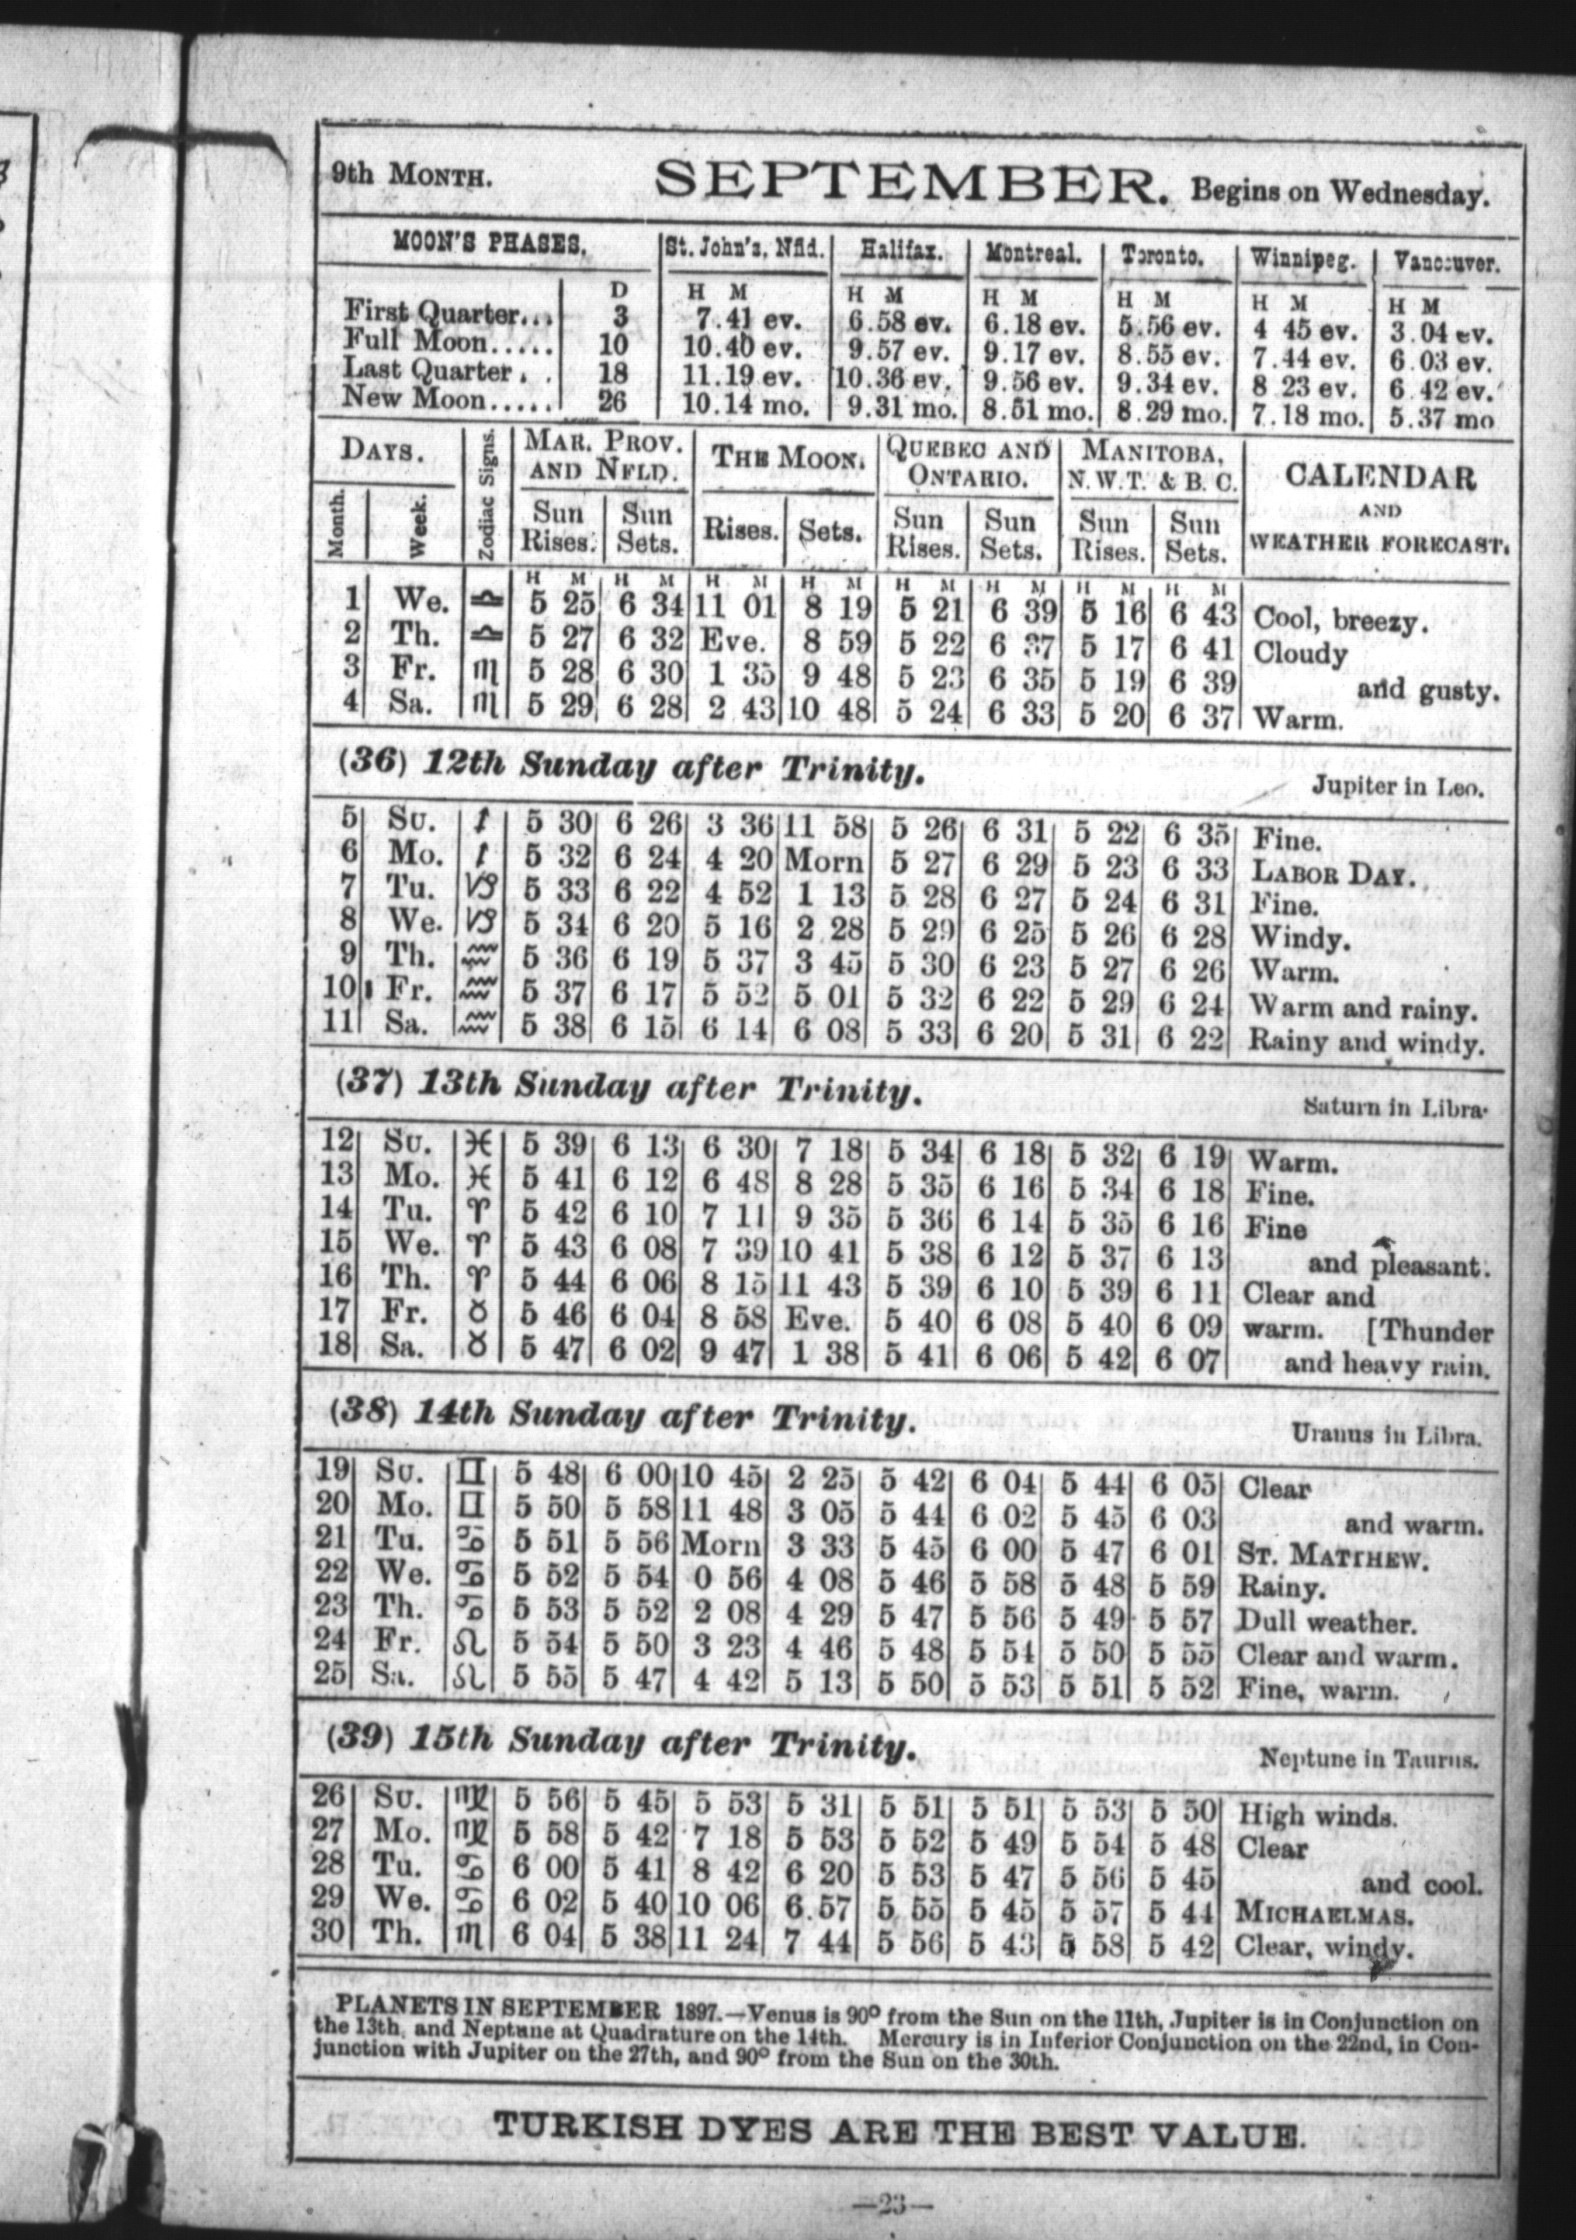 9th MONTH. SEPTEMBER. Begins on Wednesday.
MOON'S PHASES. St. John's, Nfld. Halifax. Montreal. Toronto. Winnipeg. Vancouver.
D H M H M H M H M H M H M
First Quarter... 3 7.41 ev. 6.58 ev. 6.18 ev. 5.56 ev. 4 45 ev. 3.04 ev.
Full Moon..... 10 10.40 ev. 9.57 ev. 9.17 ev. 8.55 ev. 7.44 ev. 6.03 ev.
Last Quarter . . 18 11.19 ev. 10.36 ev. 9.56 ev. 9.34 ev. 8 23 ev. 6.42 ev.
New Moon..... 26 10.14 mo. 9.31 mo. 8.51 mo. 8.29 mo. 7.18 mo. 5.37 mo
DAYS. Zodiac Signs. MAR. PROV. AND NFLD. THE MOON. QUEBEC AND ONTARIO. MANITOBA, N.W.T. & B.C. CALENDAR
AND
WEATHER FORECAST.
Month. Week. Sun Rises. Sun Sets. Rises. Sets. Sun Rises. Sun Sets. Sun Rises. Sun Sets.
H M H M H M H M H M H M H M H M
1 We. ♎ 5 25 6 34 11 01 8 19 5 21 6 39 5 16 6 43 Cool, breezy.
2 Th. ♎ 5 27 6 32 Eve. 8 59 5 22 6 37 5 17 6 41 Cloudy
3 Fr. ♏ 5 28 6 30 1 35 9 48 5 23 6 35 5 19 6 39 and gusty.
4 Sa. ♏ 5 29 6 28 2 43 10 48 5 24 6 33 5 20 6 37 Warm.
(36) 12th Sunday after Trinity. Jupiter in Leo.
5 SU. ♐ 5 30 6 26 3 36 11 58 5 26 6 31 5 22 6 35 Fine.
6 Mo. ♐ 5 32 6 24 4 20 Morn 5 27 6 29 5 23 6 33 LABOR DAY.
7 Tu. ♑ 5 33 6 22 4 52 1 13 5 28 6 27 5 24 6 31 Fine.
8 We. ♑ 5 34 6 20 5 16 2 28 5 29 6 25 5 26 6 28 Windy.
9 Th. ♒ 5 36 6 19 5 37 3 45 5 30 6 23 5 27 6 26 Warm.
10 Fr. ♒ 5 37 6 17 5 52 5 01 5 32 6 22 5 29 6 24 Warm and rainy.
11 Sa. ♒ 5 38 6 15 6 14 6 08 5 33 6 20 5 31 6 22 Rainy and windy.
(37) 13th Sunday after Trinity. Saturn in Libra.
12 SU. ♓ 5 39 6 13 6 30 7 18 5 34 6 18 5 32 6 19 Warm.
13 Mo. ♓ 5 41 6 12 6 48 8 28 5 35 6 16 5 34 6 18 Fine.
14 Tu. ♈ 5 42 6 10 7 11 9 35 5 36 6 14 5 35 6 16 Fine
15 We. ♈ 5 43 6 08 7 39 10 41 5 38 6 12 5 37 6 13 and pleasant.
16 Th. ♈ 5 44 6 06 8 15 11 43 5 39 6 10 5 39 6 11 Clear and
17 Fr. ♉ 5 46 6 04 8 58 Eve. 5 40 6 08 5 40 6 09 warm. [Thunder
18 Sa. ♉ 5 47 6 02 9 47 1 38 5 41 6 06 5 42 6 07 and heavy rain.
(38) 14th Sunday after Trinity. Uranus in Libra.
19 SU. ♊ 5 48 6 00 10 45 2 25 5 42 6 04 5 44 6 05 Clear
20 Mo. ♊ 5 50 5 58 11 48 3 05 5 44 6 02 5 45 6 03 and warm.
21 Tu. ♋ 5 51 5 56 Morn 3 33 5 45 6 00 5 47 6 01 ST. MATTHEW.
22 We. ♋ 5 52 5 54 0 56 4 08 5 46 5 58 5 48 5 59 Rainy.
23 Th. ♋ 5 53 5 52 2 08 4 29 5 47 5 56 5 49 5 57 Dull weather.
24 Fr. ♌ 5 54 5 50 3 23 4 46 5 48 5 54 5 50 5 55 Clear and warm.
25 Sa. ♌ 5 55 5 47 4 42 5 13 5 50 5 53 5 51 5 52 Fine, warm.
(39) 15th Sunday after Trinity. Neptune in Taurus.
26 SU. ♍ 5 56 5 45 5 53 5 31 5 51 5 51 5 53 5 50 High winds.
27 Mo. ♍ 5 58 5 42 7 18 5 53 5 52 5 49 5 54 5 48 Clear
28 Tu. ♋ 6 00 5 41 8 42 6 20 5 53 5 47 5 56 5 45 and cool.
29 We. ♋ 6 02 5 40 10 06 6.57 5 55 5 45 5 57 5 44 MICHAELMAS.
30 Th. ♏ 6 04 5 38 11 24 7 44 5 56 5 43 5 58 5 42 Clear, windy.
PLANETS IN SEPTEMBER 1897.—Venus is 90° from the Sun on the 11th, Jupiter is in Conjunction on
the 13th, and Neptune at Quadrature on the 14th. Mercury is in Inferior Conjunction on the 22nd, in Con-
junction with Jupiter on the 27th, and 90° from the Sun on the 30th.
TURKISH DYES ARE THE BEST VALUE.
—23—